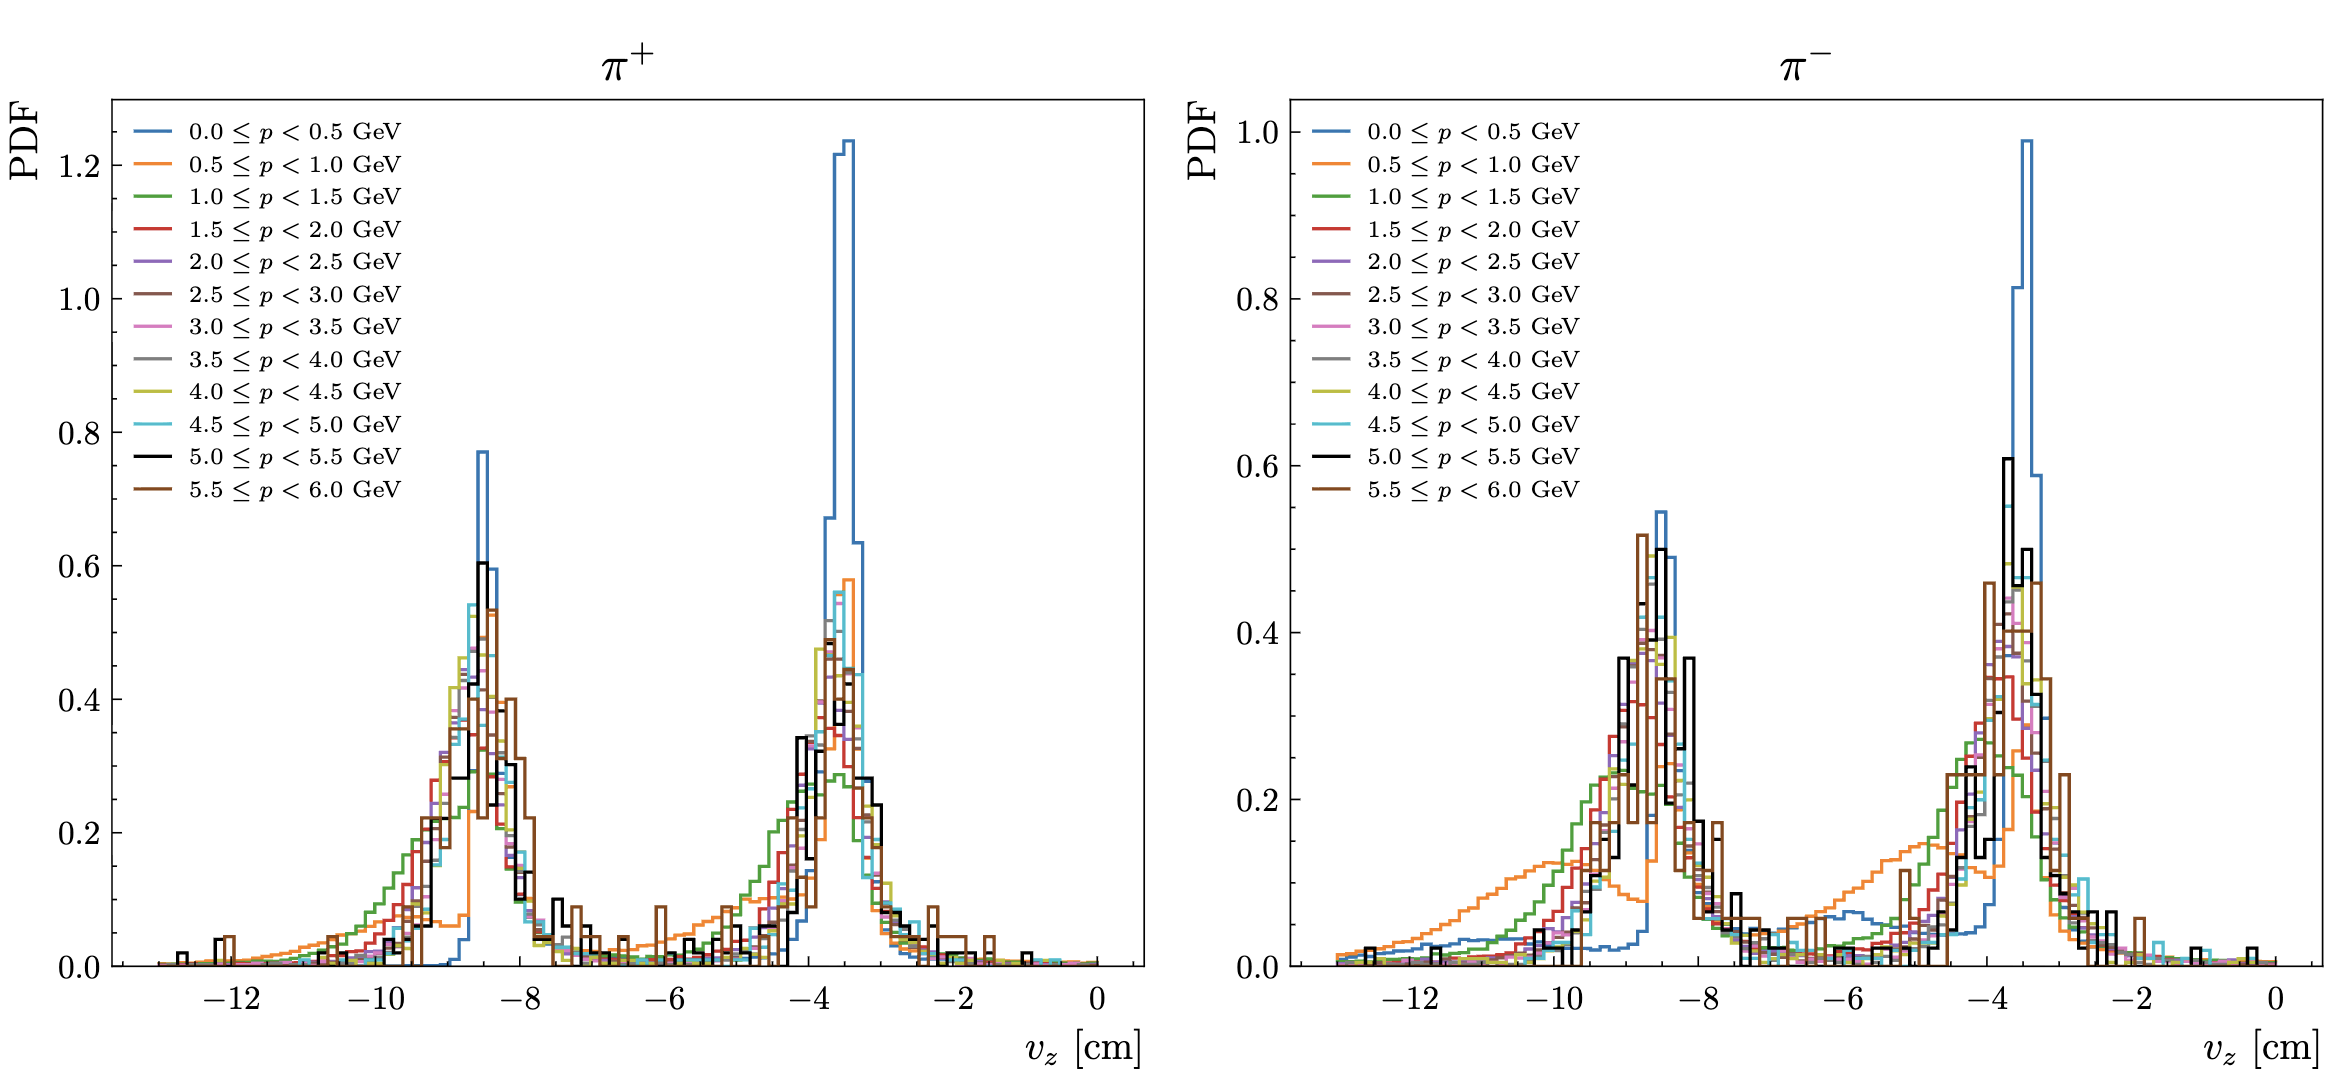 π⁺
PDF
1.2
1.0
0.8
0.6
0.4
0.2
0.0
0.0 ≤ p < 0.5 GeV
0.5 ≤ p < 1.0 GeV
1.0 ≤ p < 1.5 GeV
1.5 ≤ p < 2.0 GeV
2.0 ≤ p < 2.5 GeV
2.5 ≤ p < 3.0 GeV
3.0 ≤ p < 3.5 GeV
3.5 ≤ p < 4.0 GeV
4.0 ≤ p < 4.5 GeV
4.5 ≤ p < 5.0 GeV
5.0 ≤ p < 5.5 GeV
5.5 ≤ p < 6.0 GeV
−12 −10 −8 −6 −4 −2 0
v_z [cm]
π⁻
PDF
1.0
0.8
0.6
0.4
0.2
0.0
0.0 ≤ p < 0.5 GeV
0.5 ≤ p < 1.0 GeV
1.0 ≤ p < 1.5 GeV
1.5 ≤ p < 2.0 GeV
2.0 ≤ p < 2.5 GeV
2.5 ≤ p < 3.0 GeV
3.0 ≤ p < 3.5 GeV
3.5 ≤ p < 4.0 GeV
4.0 ≤ p < 4.5 GeV
4.5 ≤ p < 5.0 GeV
5.0 ≤ p < 5.5 GeV
5.5 ≤ p < 6.0 GeV
−12 −10 −8 −6 −4 −2 0
v_z [cm]